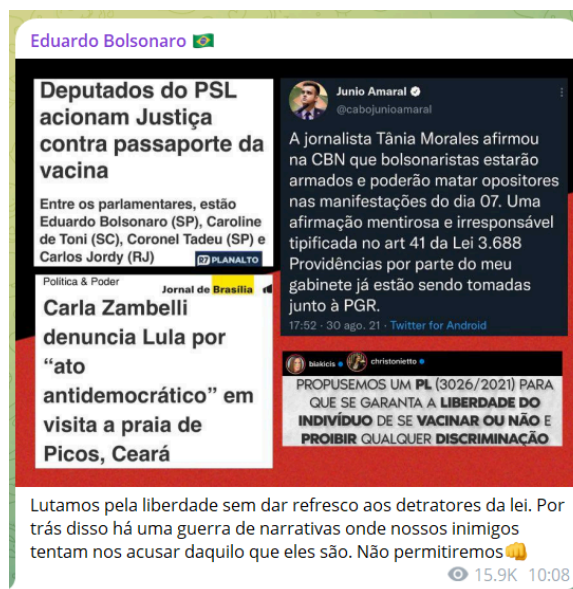 Eduardo Bolsonaro 🇧🇷
Deputados do PSL
acionam Justiça
contra passaporte da
vacina
Entre os parlamentares, estão
Eduardo Bolsonaro (SP), Caroline
de Toni (SC), Coronel Tadeu (SP) e
Carlos Jordy (RJ)
R7 PLANALTO
Junio Amaral
@cabojunioamaral
A jornalista Tânia Morales afirmou
na CBN que bolsonaristas estarão
armados e poderão matar opositores
nas manifestações do dia 07. Uma
afirmação mentirosa e irresponsável
tipificada no art 41 da Lei 3.688
Providências por parte do meu
gabinete já estão sendo tomadas
junto à PGR.
17:52 · 30 ago. 21 · Twitter for Android
Política & Poder
Jornal de Brasília
Carla Zambelli
denuncia Lula por
“ato
antidemocrático” em
visita a praia de
Picos, Ceará
biakicis
christonietto
PROPUSEMOS UM PL (3026/2021) PARA
QUE SE GARANTA A LIBERDADE DO
INDIVÍDUO DE SE VACINAR OU NÃO E
PROIBIR QUALQUER DISCRIMINAÇÃO
Lutamos pela liberdade sem dar refresco aos detratores da lei. Por
trás disso há uma guerra de narrativas onde nossos inimigos
tentam nos acusar daquilo que eles são. Não permitiremos👊
15.9K 10:08